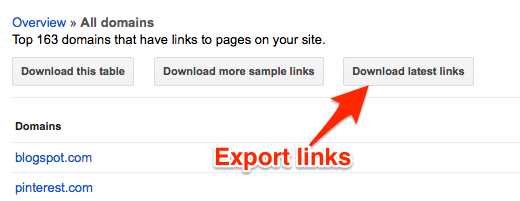 Overview » All domains
Top 163 domains that have links to pages on your site.
Download this table Download more sample links Download latest links
Export links
Domains
blogspot.com
pinterest.com